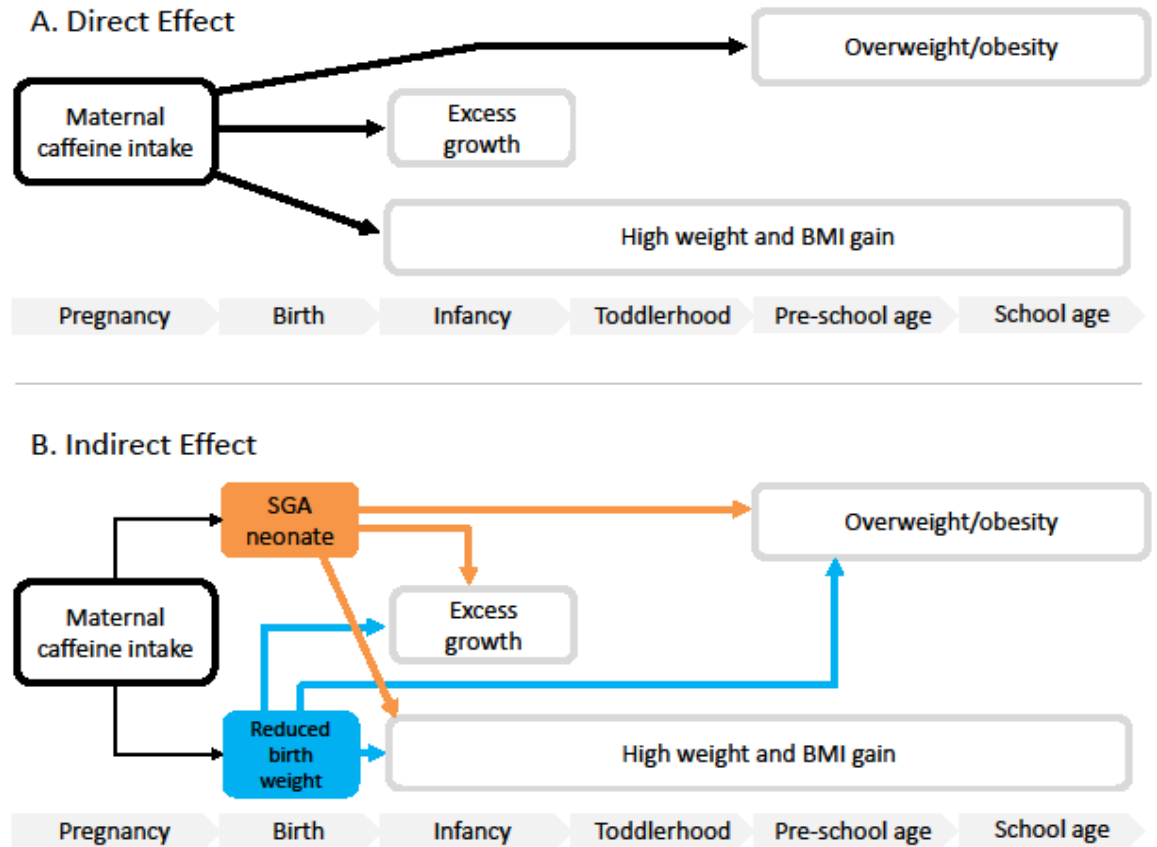 A. Direct Effect
Overweight/obesity
Maternal
caffeine intake
Excess
growth
High weight and BMI gain
Pregnancy
Birth
Infancy
Toddlerhood
Pre-school age
School age
B. Indirect Effect
SGA
neonate
Overweight/obesity
Maternal
caffeine intake
Excess
growth
Reduced
birth
weight
High weight and BMI gain
Pregnancy
Birth
Infancy
Toddlerhood
Pre-school age
School age